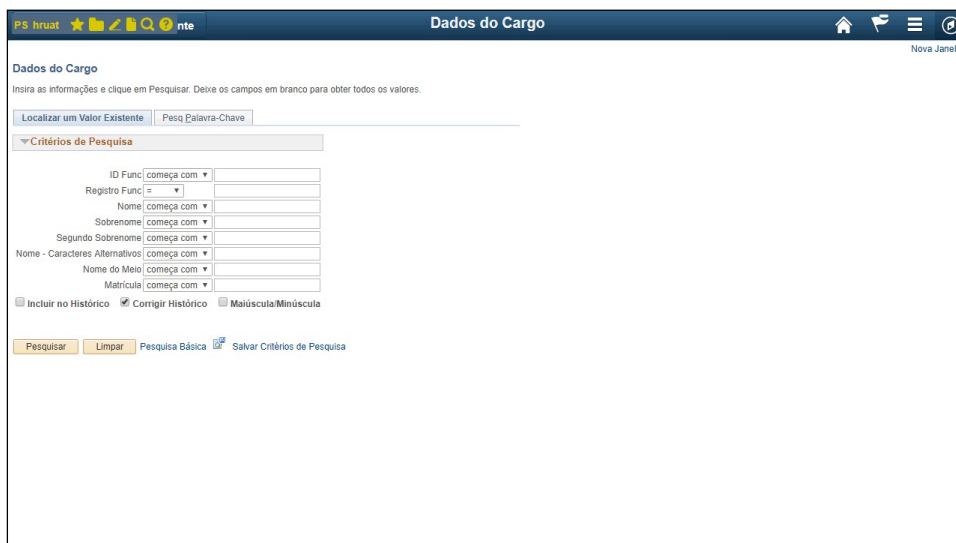 PS hruat nte Dados do Cargo
Nova Janel
Dados do Cargo
Insira as informações e clique em Pesquisar. Deixe os campos em branco para obter todos os valores.
Localizar um Valor Existente Pesq Palavra-Chave
Critérios de Pesquisa
ID Func começa com
Registro Func =
Nome começa com
Sobrenome começa com
Segundo Sobrenome começa com
Nome - Caracteres Alternativos começa com
Nome do Meio começa com
Matrícula começa com
Incluir no Histórico Corrigir Histórico Maiúscula/Minúscula
Pesquisar Limpar Pesquisa Básica Salvar Critérios de Pesquisa